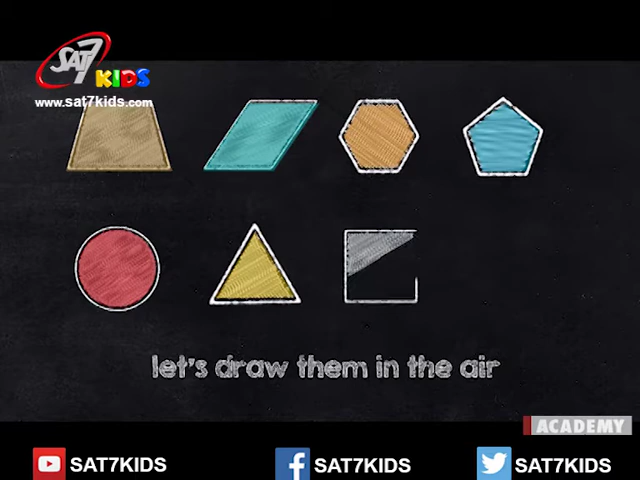 SAT7
KIDS
www.sat7kids.com
let's draw them in the air
ACADEMY
SAT7KIDS
SAT7KIDS
SAT7KIDS